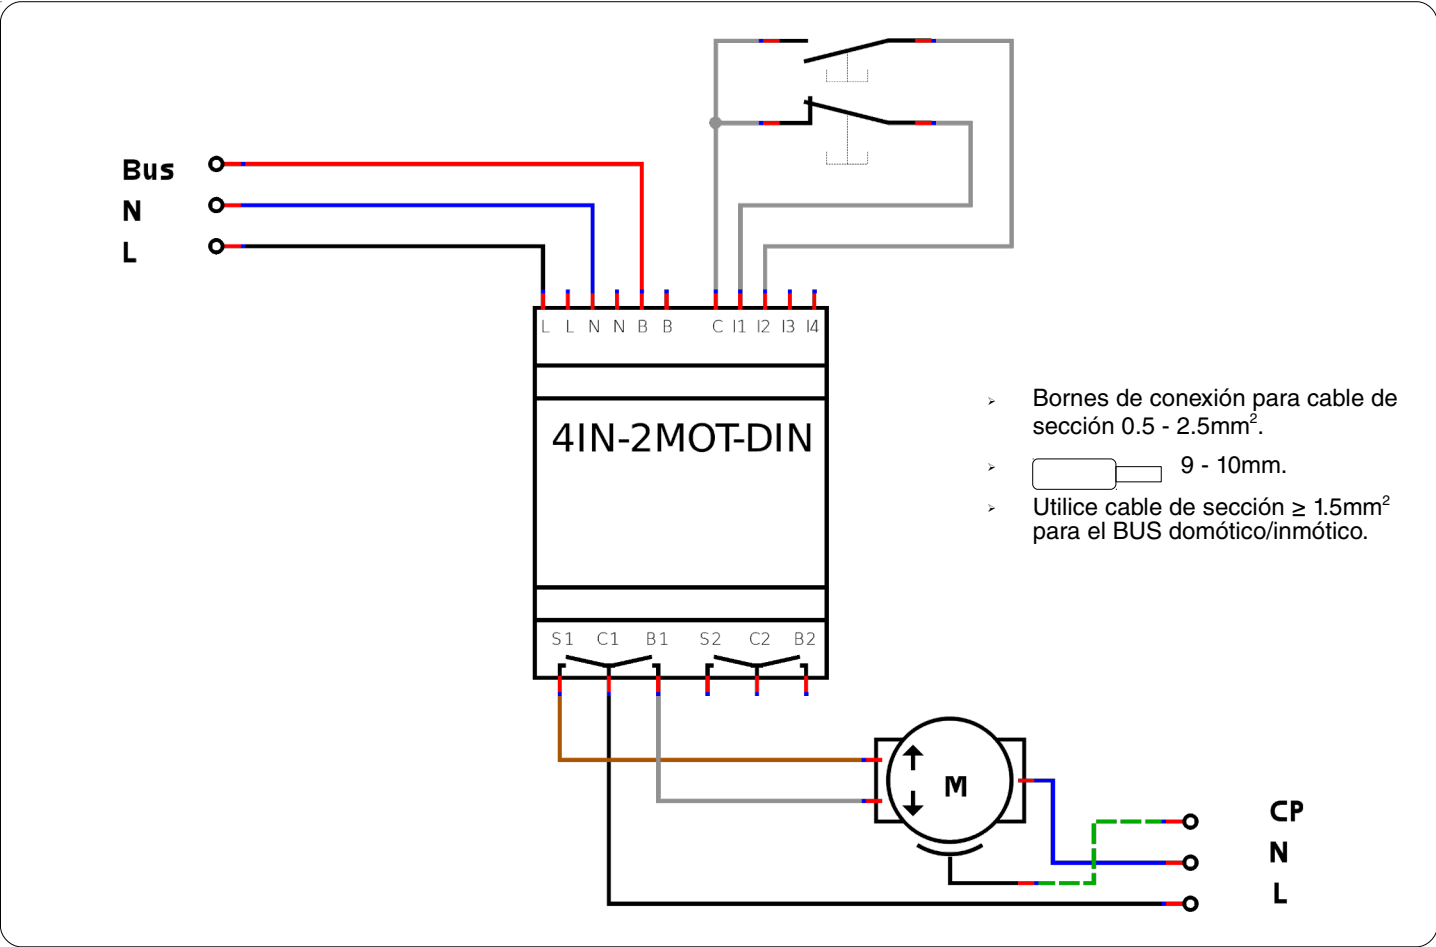 Bus
N
L
L L N N B B C I1 I2 I3 I4
4IN-2MOT-DIN
Bornes de conexión para cable de
sección 0.5 - 2.5mm².
9 - 10mm.
Utilice cable de sección ≥ 1.5mm²
para el BUS domótico/inmótico.
S1 C1 B1 S2 C2 B2
M
CP
N
L